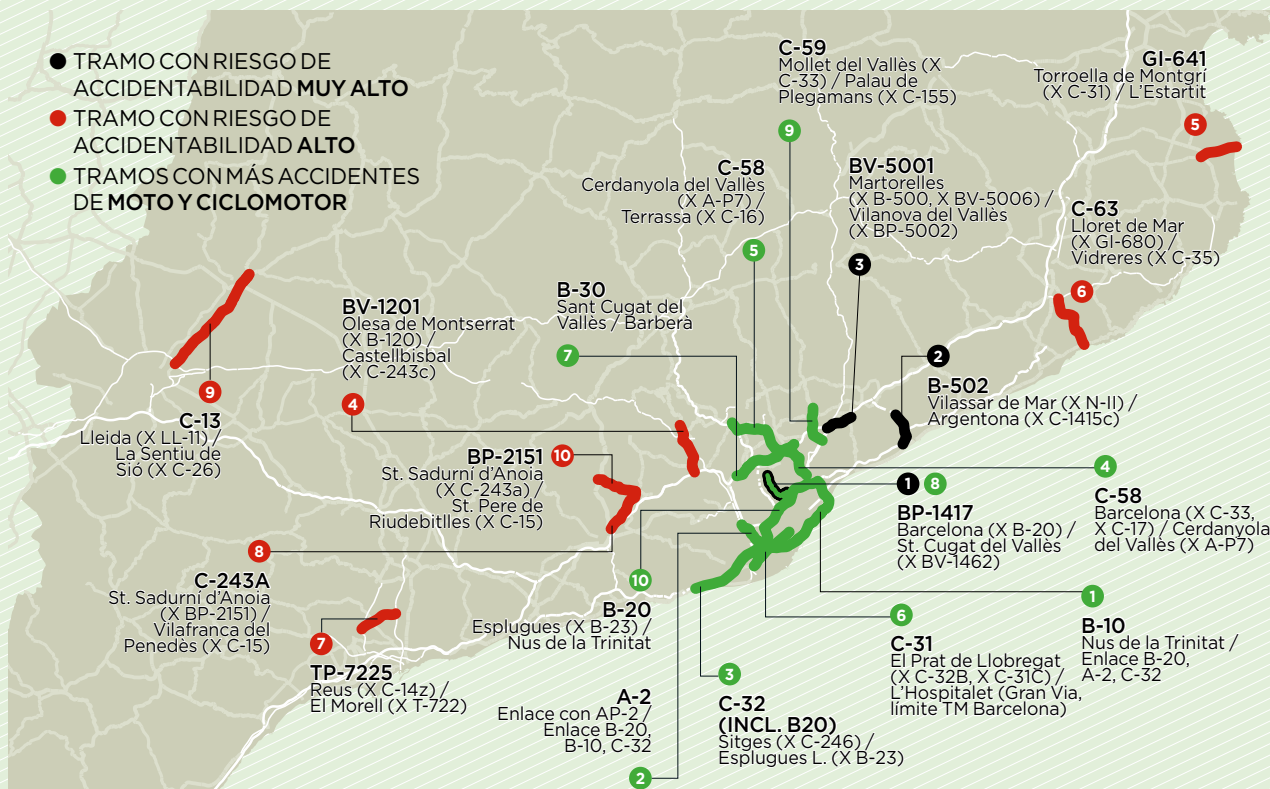 TRAMO CON RIESGO DE
ACCIDENTABILIDAD MUY ALTO
TRAMO CON RIESGO DE
ACCIDENTABILIDAD ALTO
TRAMOS CON MÁS ACCIDENTES
DE MOTO Y CICLOMOTOR
C-59
Mollet del Vallès (X
C-33) / Palau de
Plegamans (X C-155)
9
GI-641
Torroella de Montgrí
(X C-31) / L'Estartit
5
C-58
Cerdanyola del Vallès
(X A-P7) /
Terrassa (X C-16)
5
BV-5001
Martorelles
(X B-500, X BV-5006) /
Vilanova del Vallès
(X BP-5002)
3
C-63
Lloret de Mar
(X GI-680) /
Vidreres (X C-35)
6
BV-1201
Olesa de Montserrat
(X B-120) /
Castellbisbal
(X C-243c)
4
B-30
Sant Cugat del
Vallès / Barberà
7
2
B-502
Vilassar de Mar (X N-II) /
Argentona (X C-1415c)
9
C-13
Lleida (X LL-11) /
La Sentiu de
Sió (X C-26)
BP-2151
10
St. Sadurní d'Anoia
(X C-243a) /
St. Pere de
Riudebitlles (X C-15)
1
8
BP-1417
Barcelona (X B-20) /
St. Cugat del Vallès
(X BV-1462)
4
C-58
Barcelona (X C-33,
X C-17) / Cerdanyola
del Vallès (X A-P7)
8
C-243A
St. Sadurní d'Anoia
(X BP-2151) /
Vilafranca del
Penedès (X C-15)
7
TP-7225
Reus (X C-14z) /
El Morell (X T-722)
10
B-20
Esplugues (X B-23) /
Nus de la Trinitat
A-2
Enlace con AP-2 /
Enlace B-20,
B-10, C-32
2
3
C-32
(INCL. B20)
Sitges (X C-246) /
Esplugues L. (X B-23)
6
C-31
El Prat de Llobregat
(X C-32B, X C-31C) /
L'Hospitalet (Gran Via,
límite TM Barcelona)
1
B-10
Nus de la Trinitat /
Enlace B-20,
A-2, C-32